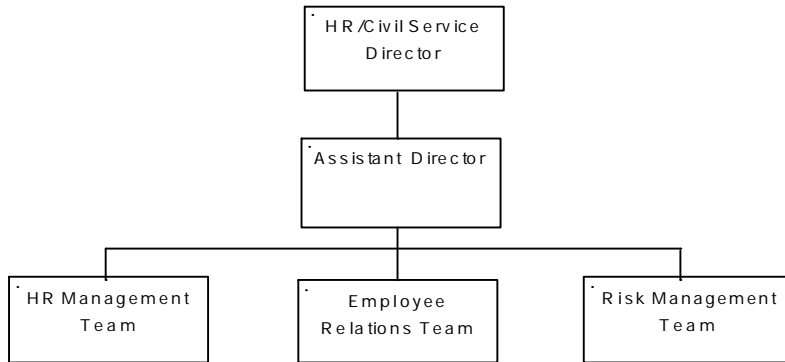 HR/Civil Service
Director
Assistant Director
HR Management
Team
Employee
Relations Team
Risk Management
Team